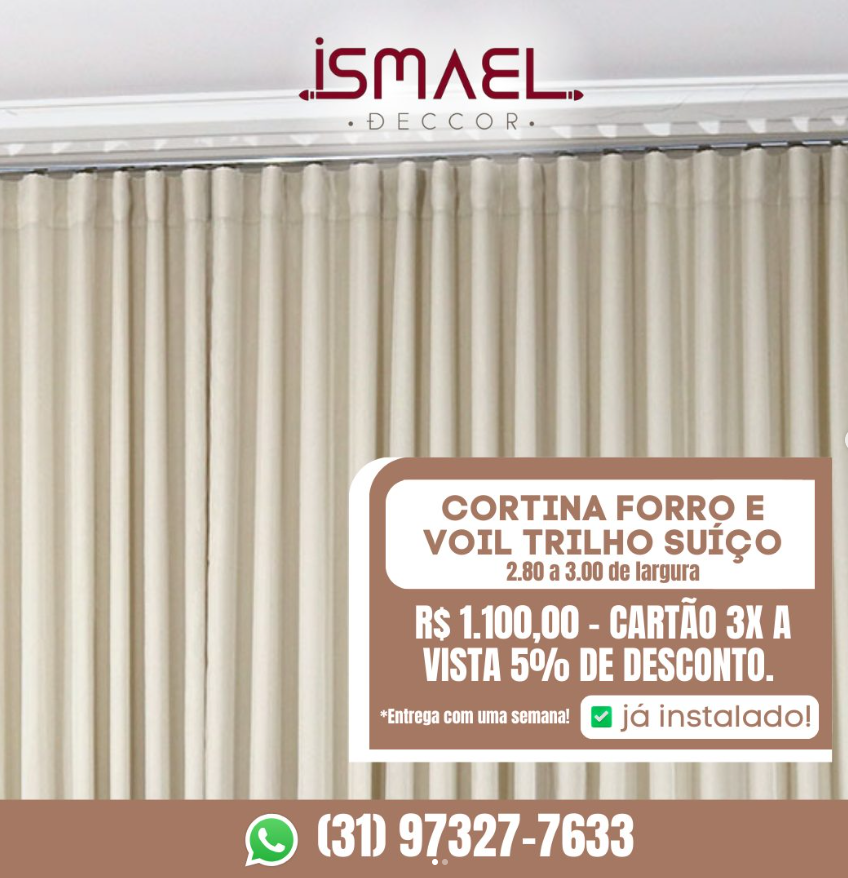 ISMAEL
• DECCOR •
CORTINA FORRO E
VOIL TRILHO SUÍÇO
2.80 a 3.00 de largura
R$ 1.100,00 - CARTÃO 3X A
VISTA 5% DE DESCONTO.
*Entrega com uma semana!
já instalado!
(31) 97327-7633